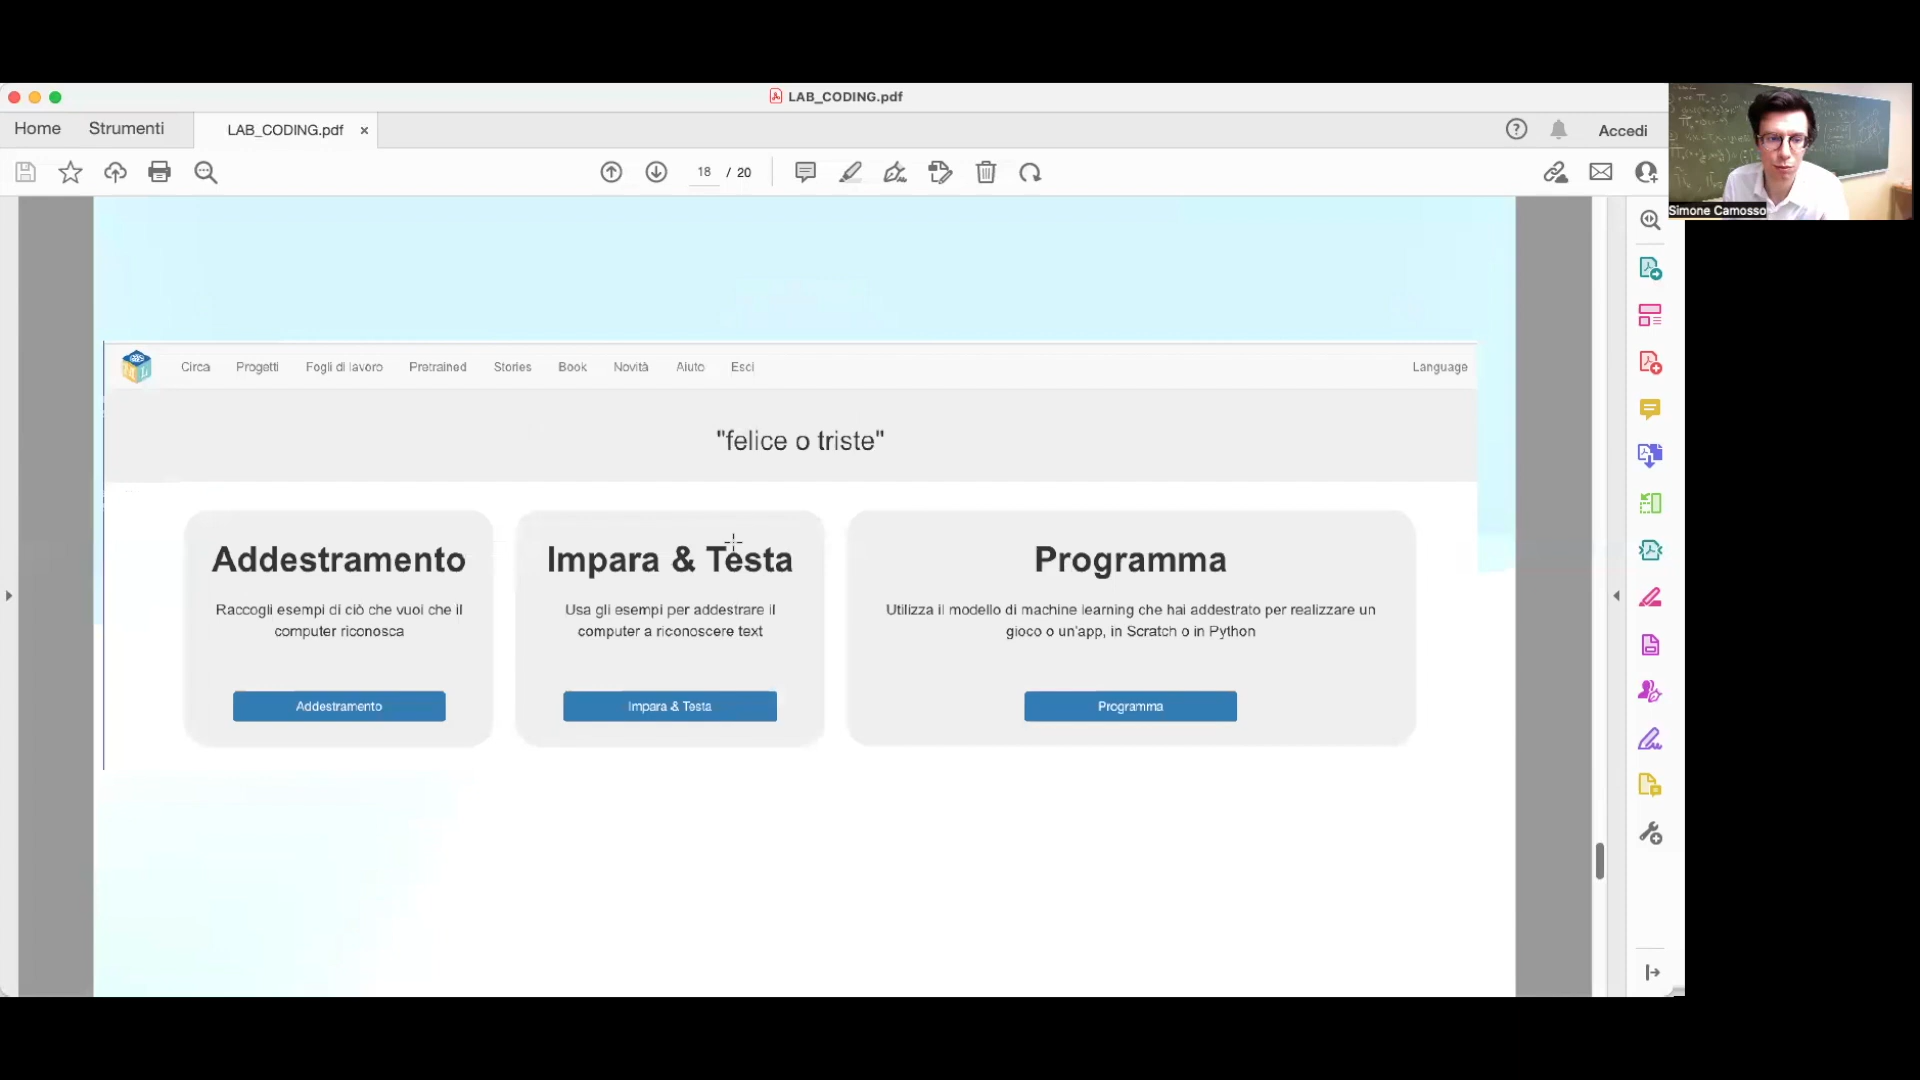 LAB_CODING.pdf
Home Strumenti LAB_CODING.pdf × Accedi
18 / 20
Simone Camosso
Circa Progetti Fogli di lavoro Pretrained Stories Book Novità Aiuto Esci Language
"felice o triste"
Addestramento
Raccogli esempi di ciò che vuoi che il
computer riconosca
Addestramento
Impara & Testa
Usa gli esempi per addestrare il
computer a riconoscere text
Impara & Testa
Programma
Utilizza il modello di machine learning che hai addestrato per realizzare un
gioco o un'app, in Scratch o in Python
Programma